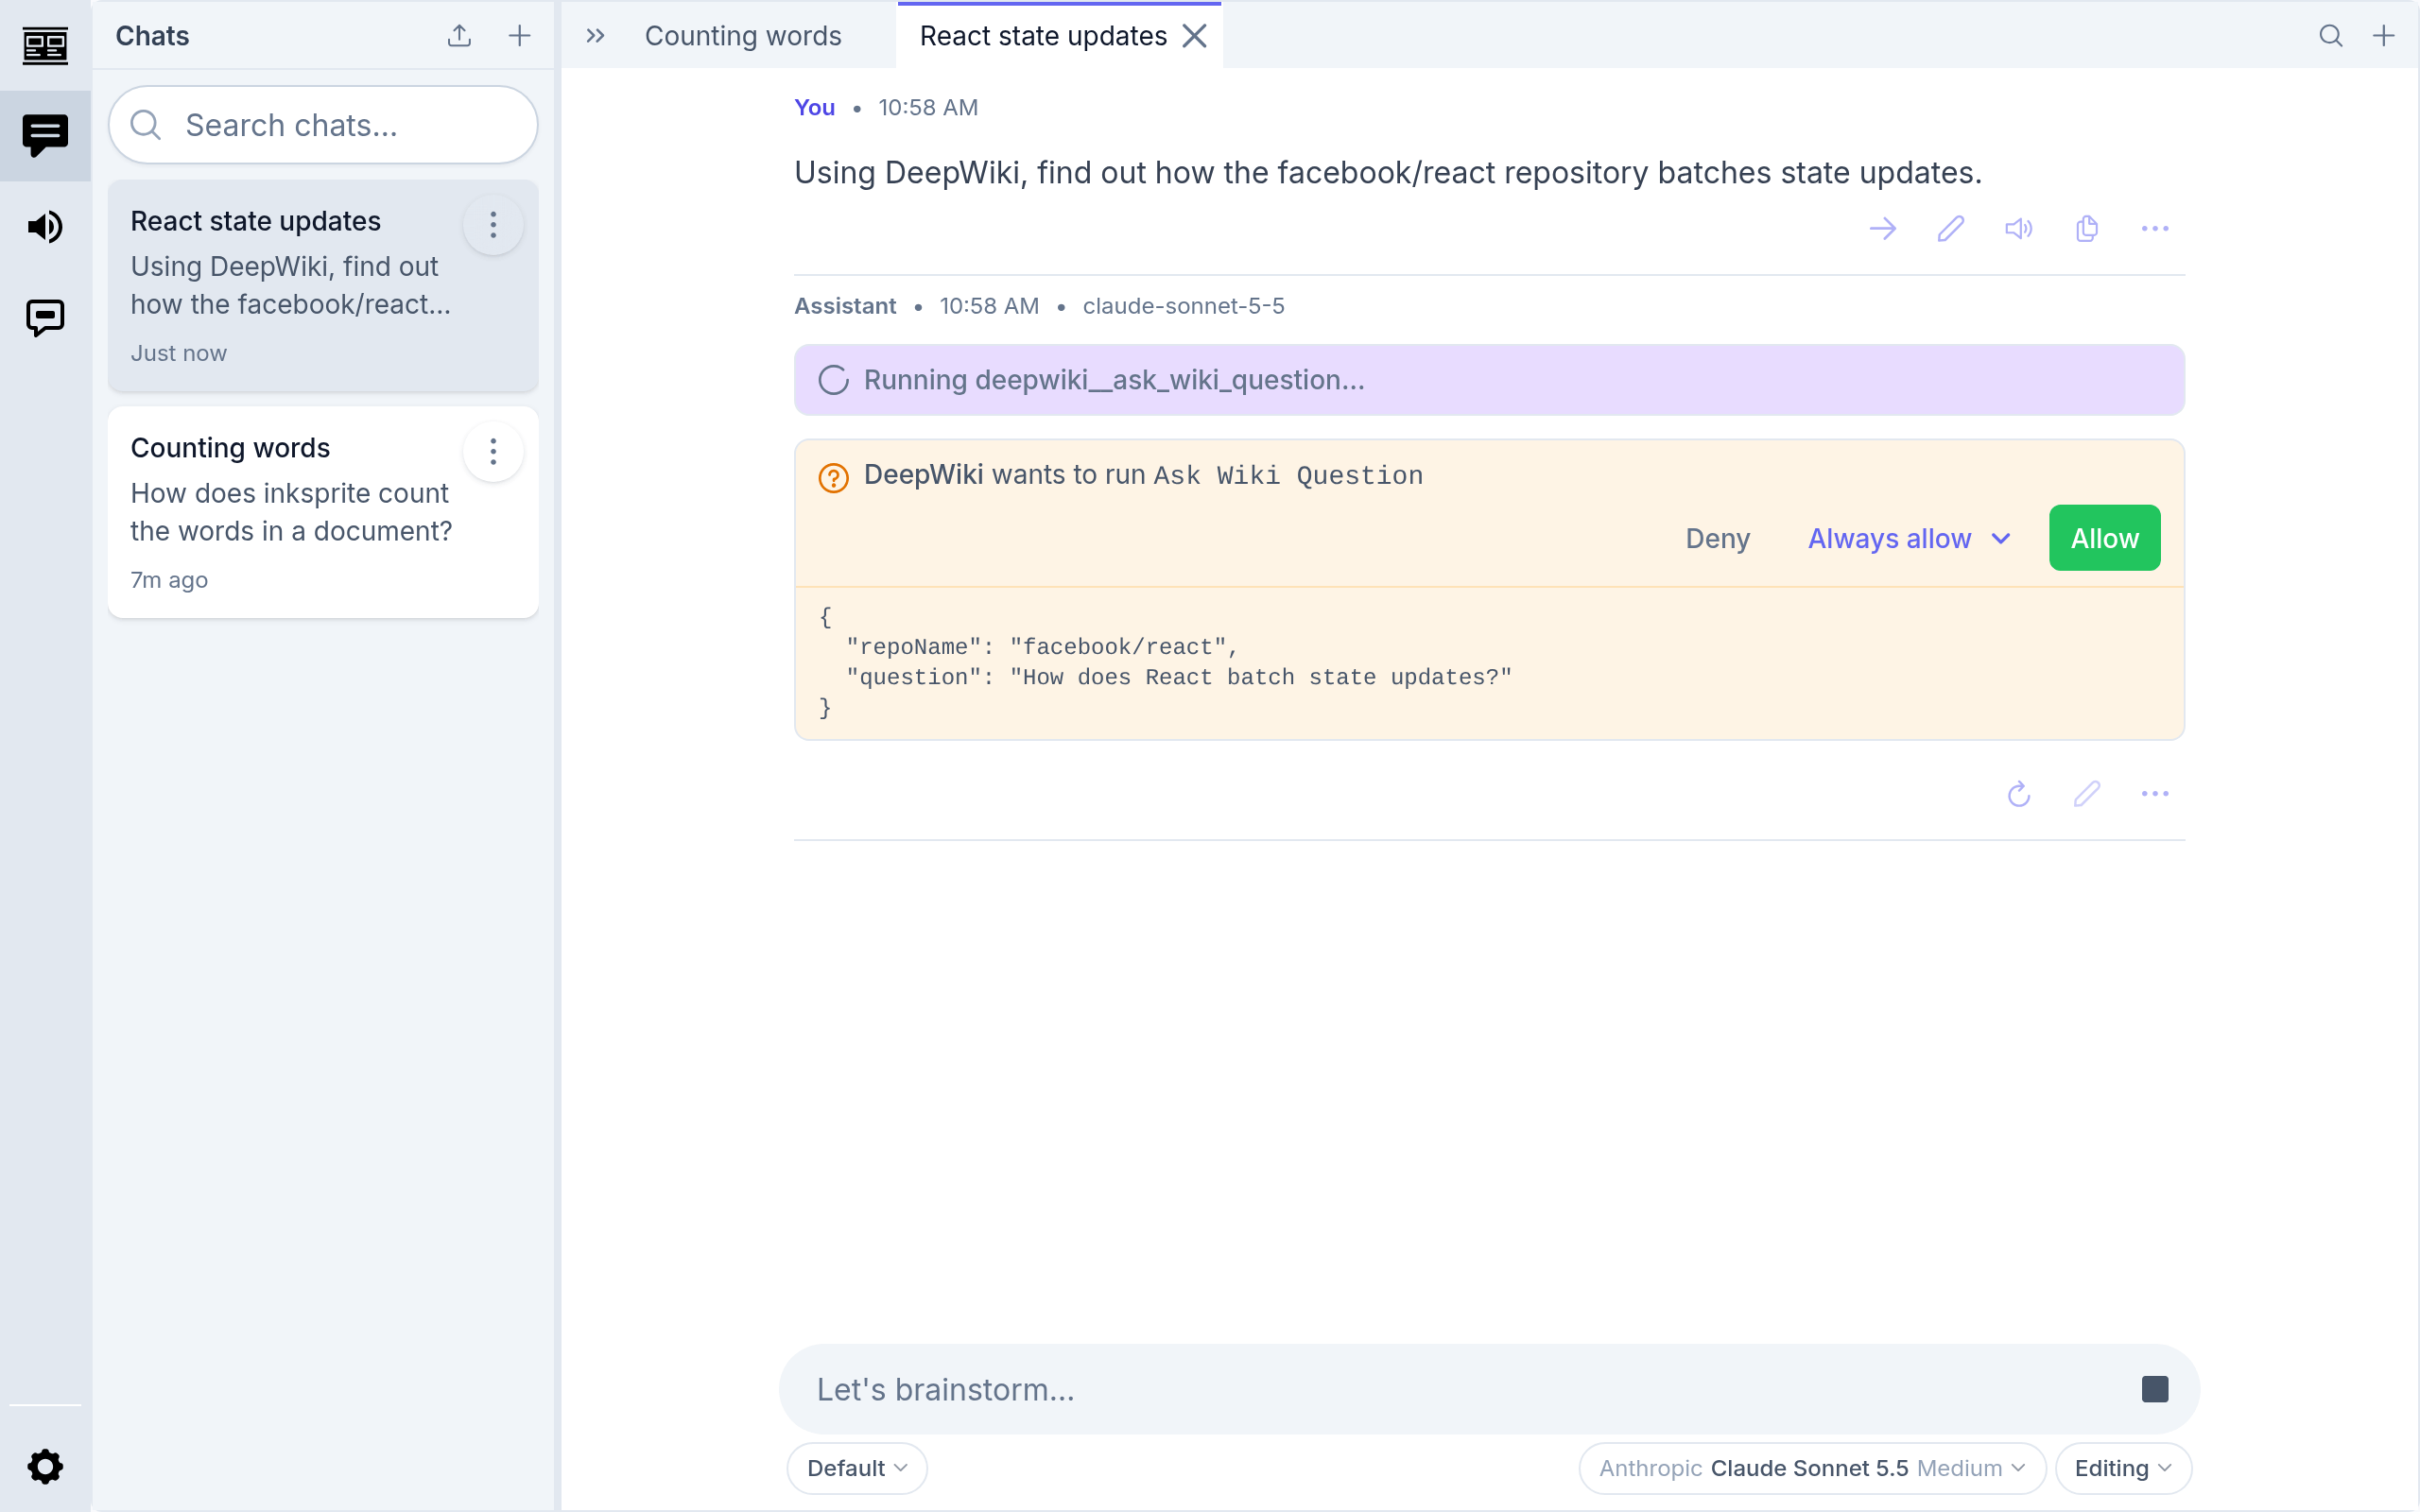 Chats
Search chats...
React state updates
Using DeepWiki, find out
how the facebook/react...
Just now
Counting words
How does inksprite count
the words in a document?
7m ago
Counting words
React state updates
You • 10:58 AM
Using DeepWiki, find out how the facebook/react repository batches state updates.
Assistant • 10:58 AM • claude-sonnet-5-5
Running deepwiki__ask_wiki_question...
DeepWiki wants to run Ask Wiki Question
Deny
Always allow
Allow
{
"repoName": "facebook/react",
"question": "How does React batch state updates?"
}
Let's brainstorm...
Default
Anthropic Claude Sonnet 5.5 Medium
Editing